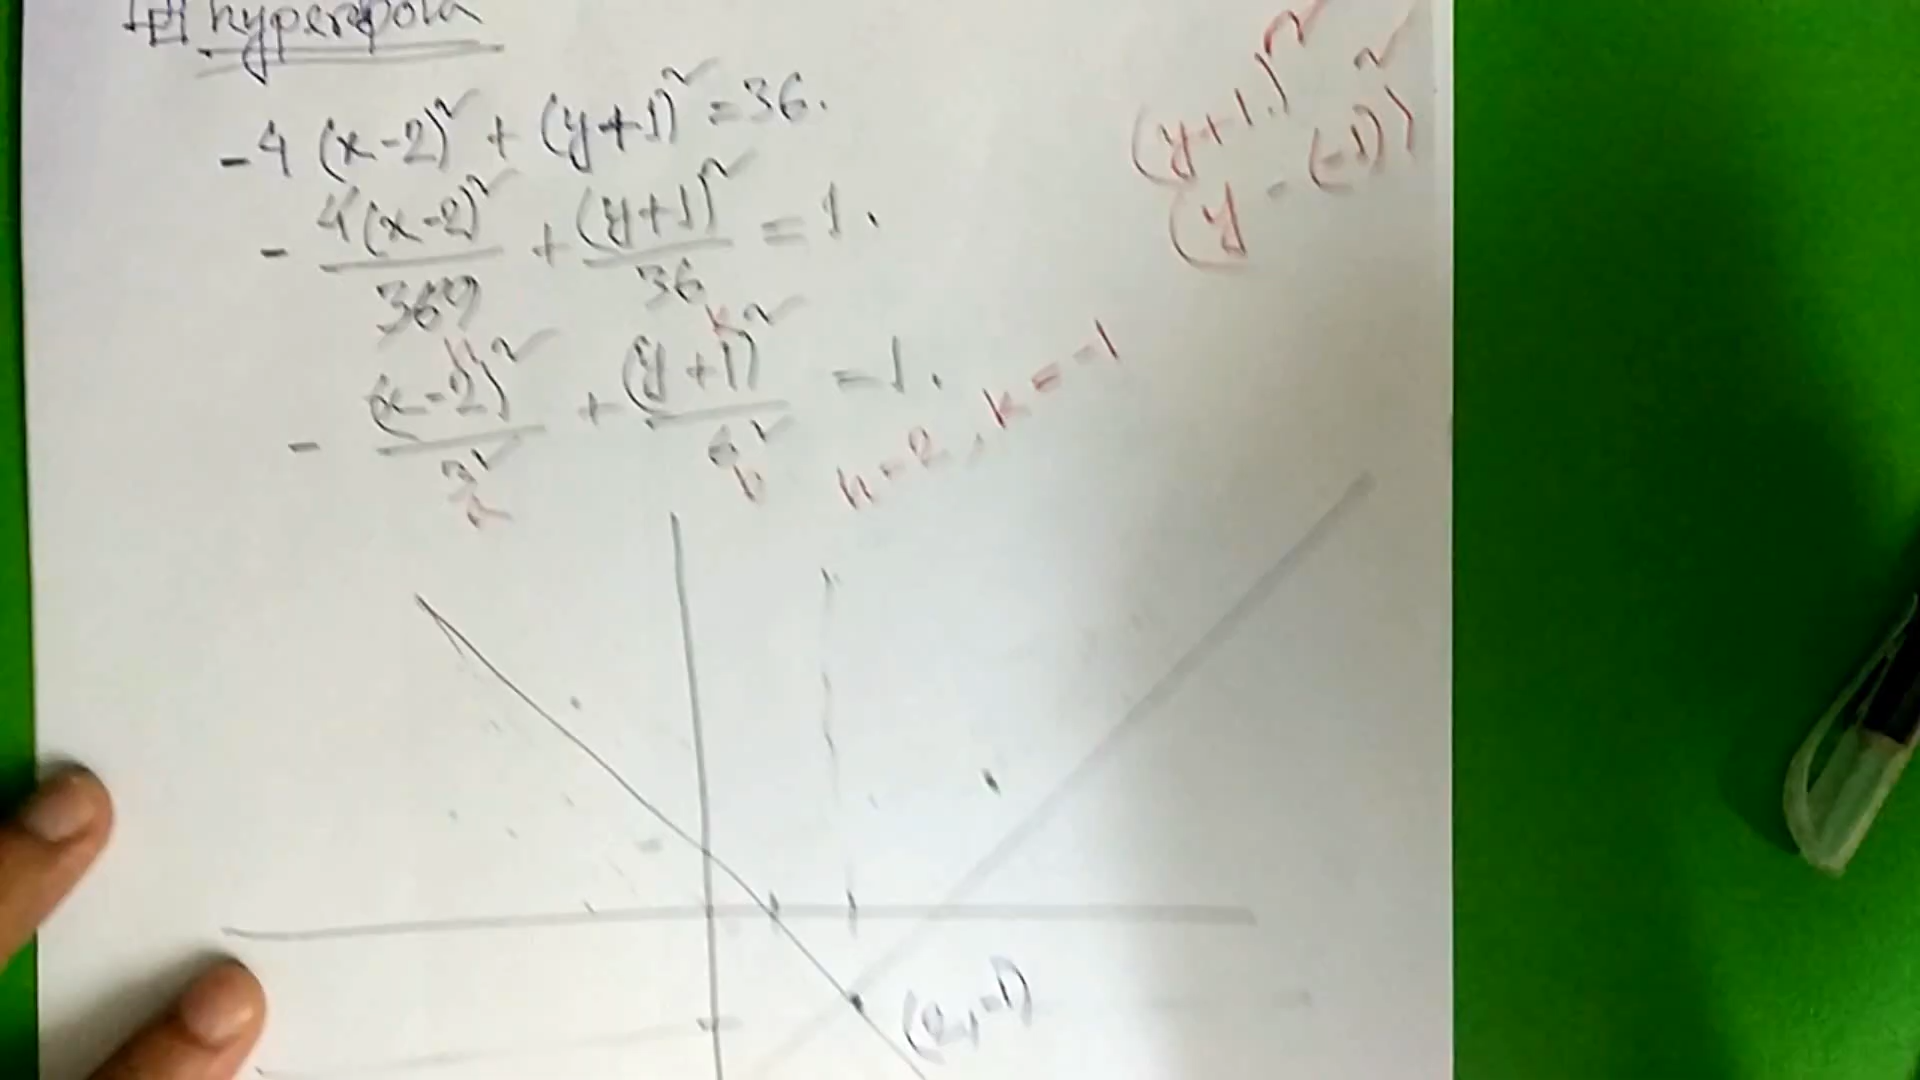 hyperbola
-4 (x-2)² + (y+1)² = 36.
- 4(x-2)²/369 + (y+1)²/36 = 1.
- (x-2)²/3² + (y+1)²/6² = 1.
h
k
a
b
h=2, k=-1
(y+1)²
(y-(-1))²
(2,-1)